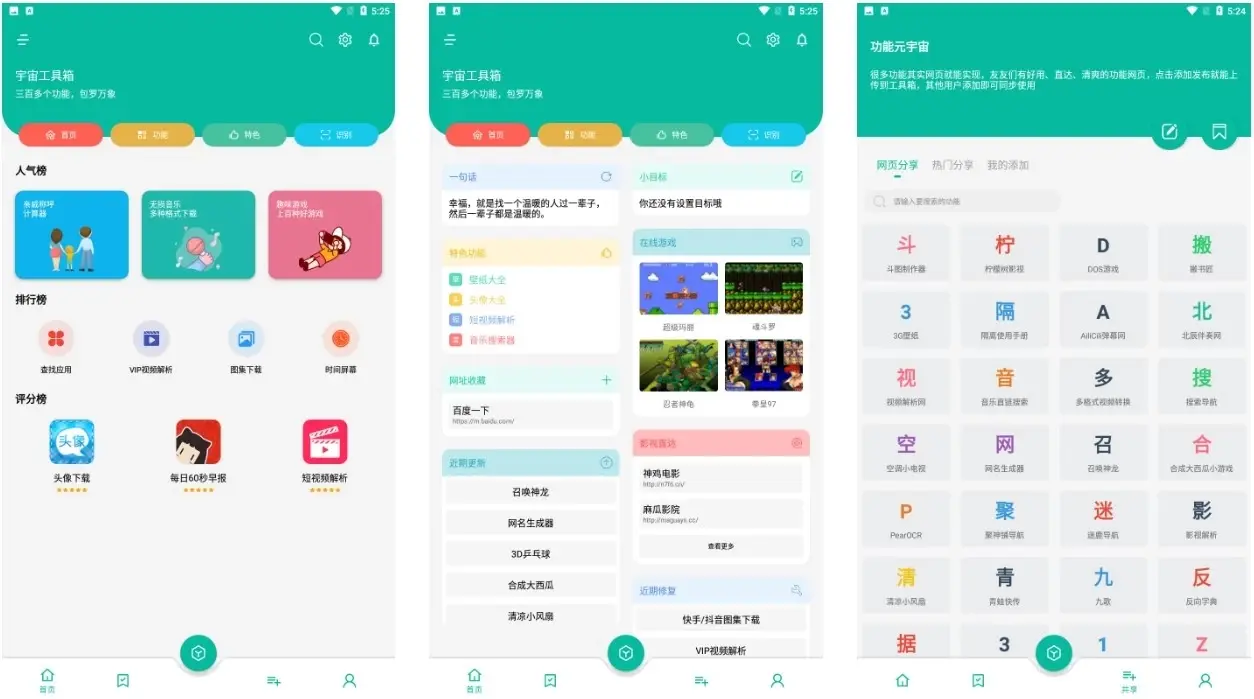 5:25
宇宙工具箱
三百多个功能，包罗万象
首页
功能
特色
识别
人气榜
亲戚称呼
计算器
无损音乐
多种格式下载
趣味游戏
上百种好游戏
排行榜
查找应用
VIP视频解析
图集下载
时间屏幕
评分榜
头像
头像下载
每日60秒早报
短视频解析
首页
5:25
宇宙工具箱
三百多个功能，包罗万象
首页
功能
特色
识别
一句话
幸福，就是找一个温暖的人过一辈子，
然后一辈子都是温暖的。
特色功能
壁 壁纸大全
头 头像大全
短 短视频解析
音 音乐搜索器
网址收藏
百度一下
https://m.baidu.com/
近期更新
召唤神龙
网名生成器
3D乒乓球
合成大西瓜
清凉小风扇
小目标
你还没有设置目标哦
在线游戏
超级玛丽
魂斗罗
忍者神龟
拳皇97
影视直达
神鸡电影
麻瓜影院
查看更多
近期修复
快手/抖音图集下载
VIP视频解析
首页
5:24
功能元宇宙
很多功能其实网页就能实现，友友们有好用、直达、清爽的功能网页，点击添加发布就能上
传到工具箱，其他用户添加即可同步使用
网页分享
热门分享
我的添加
请输入要搜索的功能
斗
柠
D
搬
斗图制作器
柠檬树影视
DOS游戏
搬书匠
3
隔
A
北
3G壁纸
隔离使用手册
AiliCili弹幕网
北辰伴奏网
视
音
多
搜
视频解析网
音乐直链搜索
多格式视频转换
搜索导航
空
网
召
合
空调小电视
网名生成器
召唤神龙
合成大西瓜小游戏
P
聚
迷
影
PearOCR
聚神铺导航
迷鹿导航
影视解析
清
青
九
反
清凉小风扇
青蛙快传
九歌
反向字典
据
3
1
Z
共享